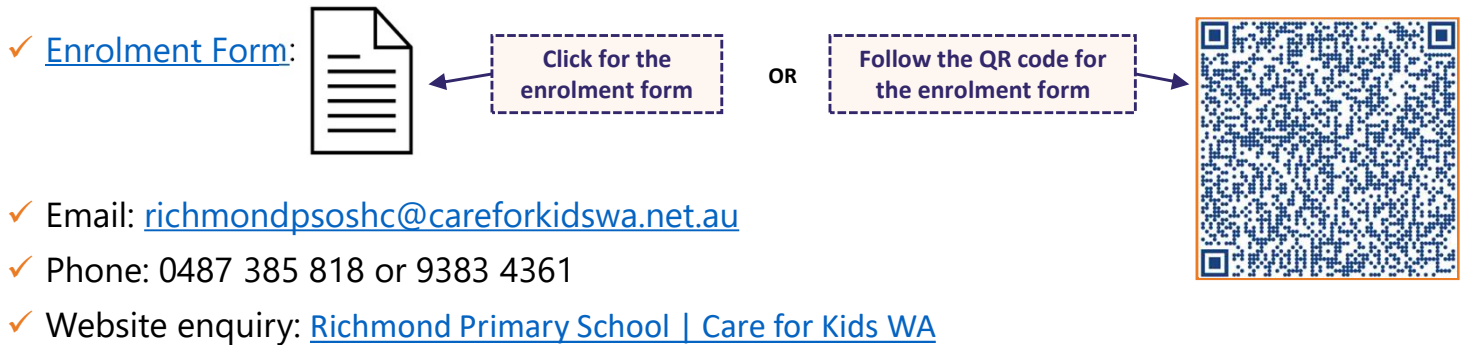 Enrolment Form:
Click for the
enrolment form
OR
Follow the QR code for
the enrolment form
Email: richmondpsoshc@careforkidswa.net.au
Phone: 0487 385 818 or 9383 4361
Website enquiry: Richmond Primary School | Care for Kids WA